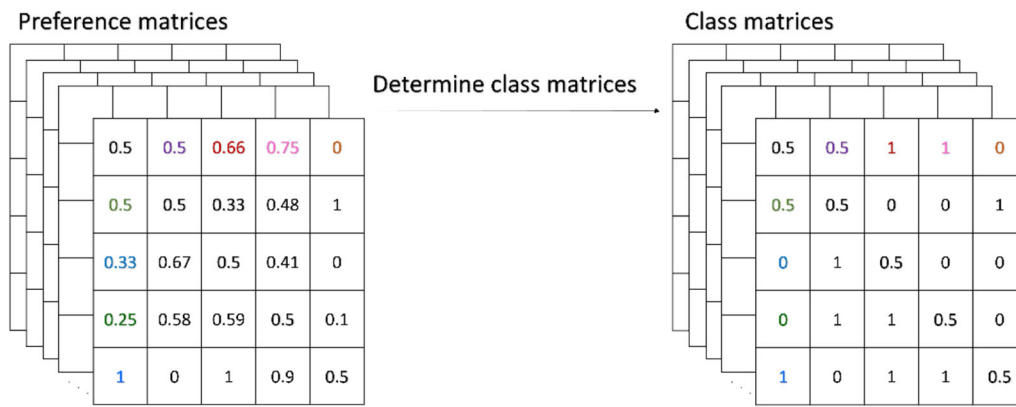 Preference matrices
Class matrices
Determine class matrices
0.5 0.5 0.66 0.75 0
0.5 0.5 0.33 0.48 1
0.33 0.67 0.5 0.41 0
0.25 0.58 0.59 0.5 0.1
1 0 1 0.9 0.5
0.5 0.5 1 1 0
0.5 0.5 0 0 1
0 1 0.5 0 0
0 1 1 0.5 0
1 0 1 1 0.5